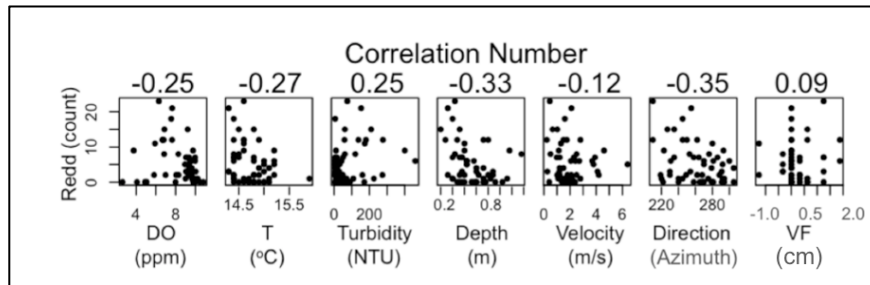 Correlation Number
-0.25 -0.27 0.25 -0.33 -0.12 -0.35 0.09
Redd (count)
20
10
0
4 8 14.5 15.5 0 200 0.2 0.8 0 2 4 6 220 280 -1.0 0.5 2.0
DO T Turbidity Depth Velocity Direction VF
(ppm) (°C) (NTU) (m) (m/s) (Azimuth) (cm)